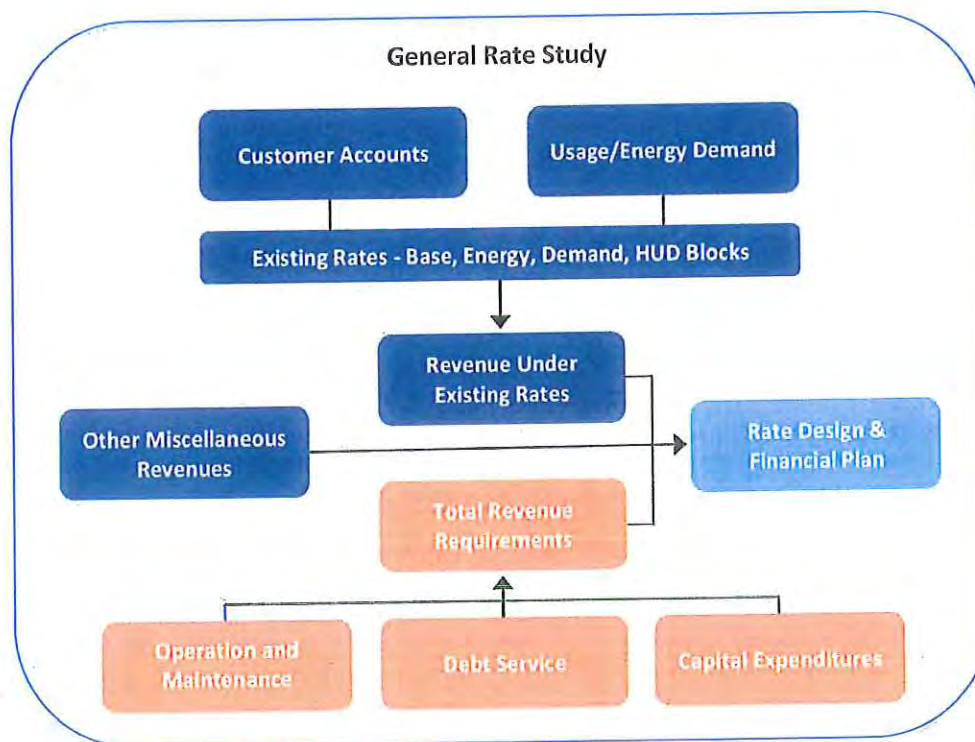 General Rate Study
Customer Accounts
Usage/Energy Demand
Existing Rates - Base, Energy, Demand, HUD Blocks
Revenue Under
Existing Rates
Other Miscellaneous
Revenues
Rate Design &
Financial Plan
Total Revenue
Requirements
Operation and
Maintenance
Debt Service
Capital Expenditures